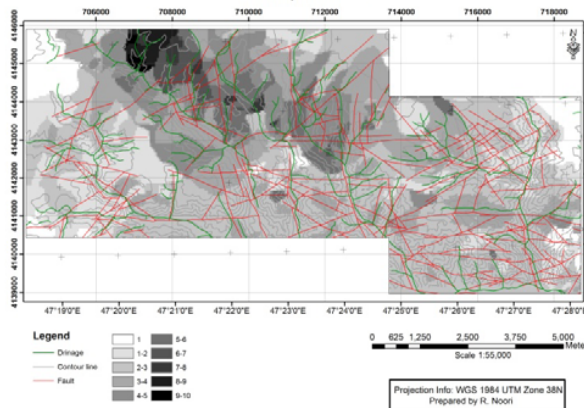 706000 708000 710000 712000 714000 716000 718000
4146000
4145000
4144000
4143000
4142000
4141000
4140000
4139000
N
47°19'0"E 47°20'0"E 47°21'0"E 47°22'0"E 47°23'0"E 47°24'0"E 47°25'0"E 47°26'0"E 47°27'0"E 47°28'0"E
Legend
Drinage
Contour line
Fault
1
1-2
2-3
3-4
4-5
5-6
6-7
7-8
8-9
9-10
0 625 1,250 2,500 3,750 5,000
Mete
Scale 1:55,000
Projection Info: WGS 1984 UTM Zone 38N
Prepared by R. Noori